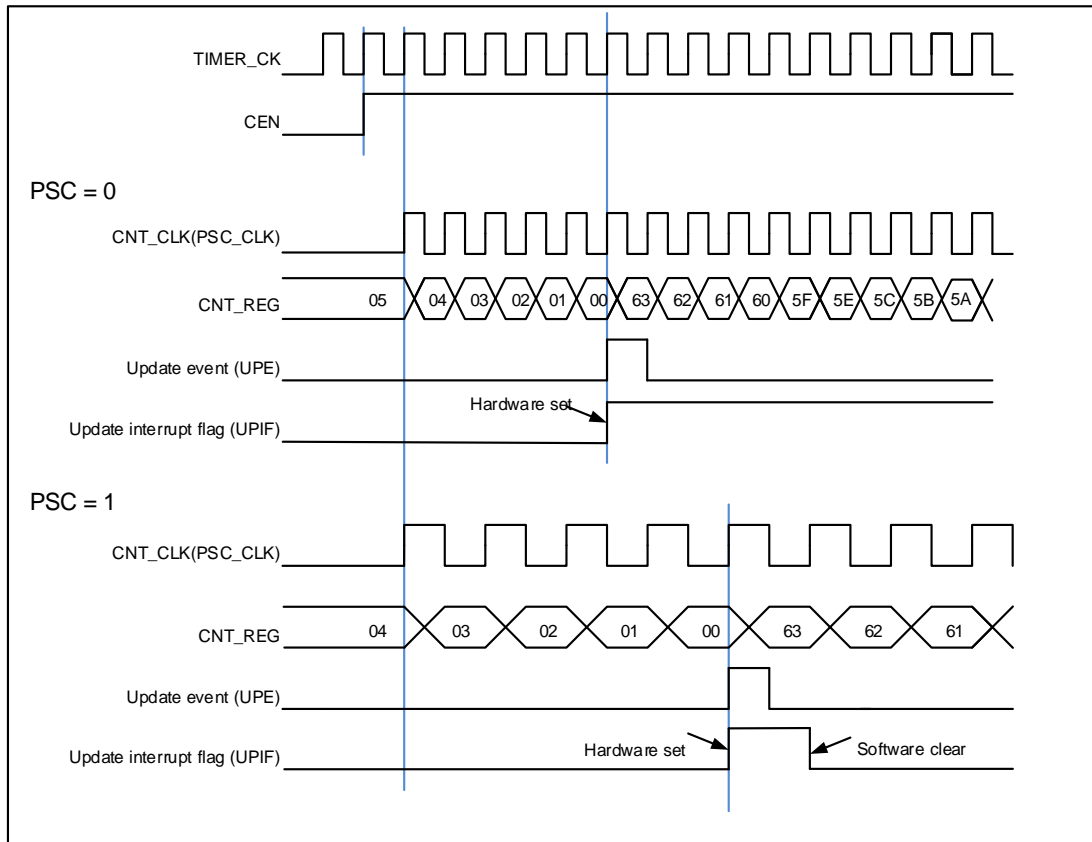 TIMER_CK
CEN
PSC = 0
CNT_CLK(PSC_CLK)
CNT_REG 05 04 03 02 01 00 63 62 61 60 5F 5E 5C 5B 5A
Update event (UPE)
Hardware set
Update interrupt flag (UPIF)
PSC = 1
CNT_CLK(PSC_CLK)
CNT_REG 04 03 02 01 00 63 62 61
Update event (UPE)
Update interrupt flag (UPIF) Hardware set Software clear